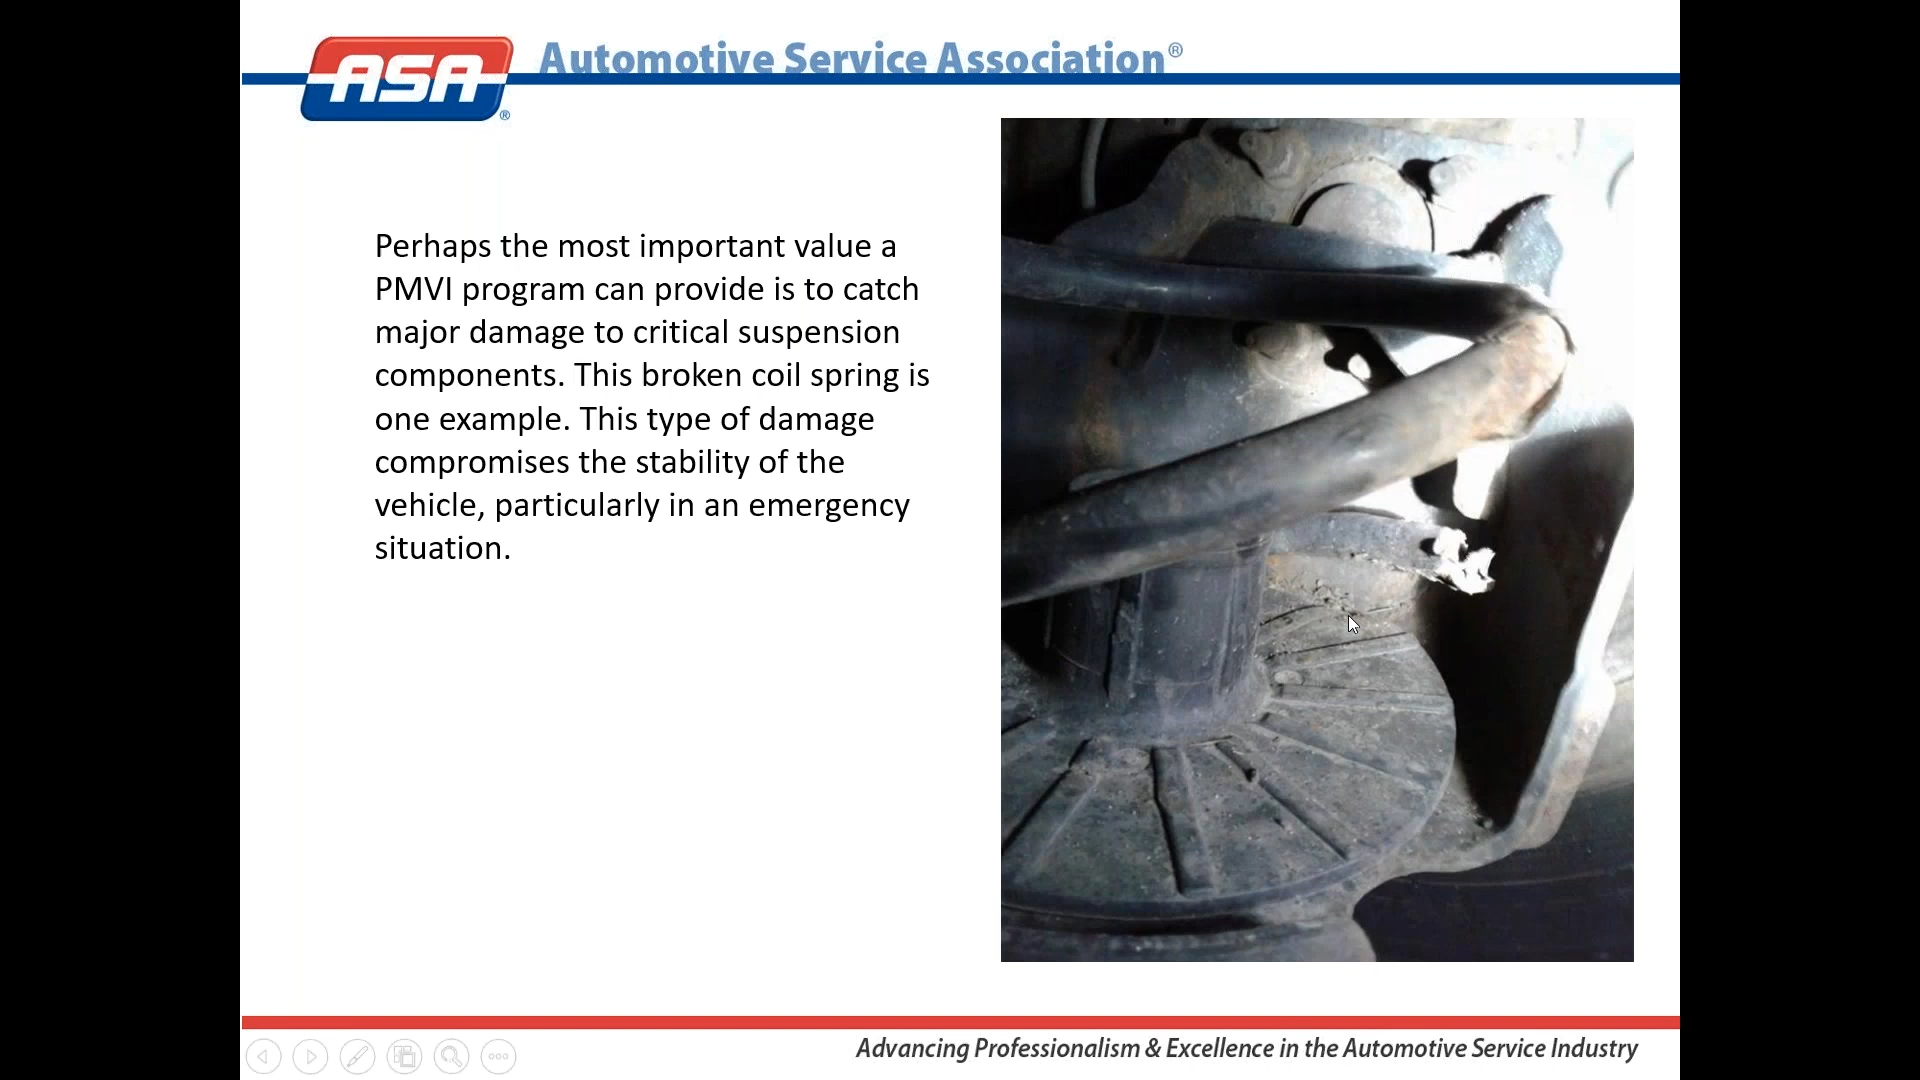 ASA®
Automotive Service Association®
Perhaps the most important value a
PMVI program can provide is to catch
major damage to critical suspension
components. This broken coil spring is
one example. This type of damage
compromises the stability of the
vehicle, particularly in an emergency
situation.
Advancing Professionalism & Excellence in the Automotive Service Industry